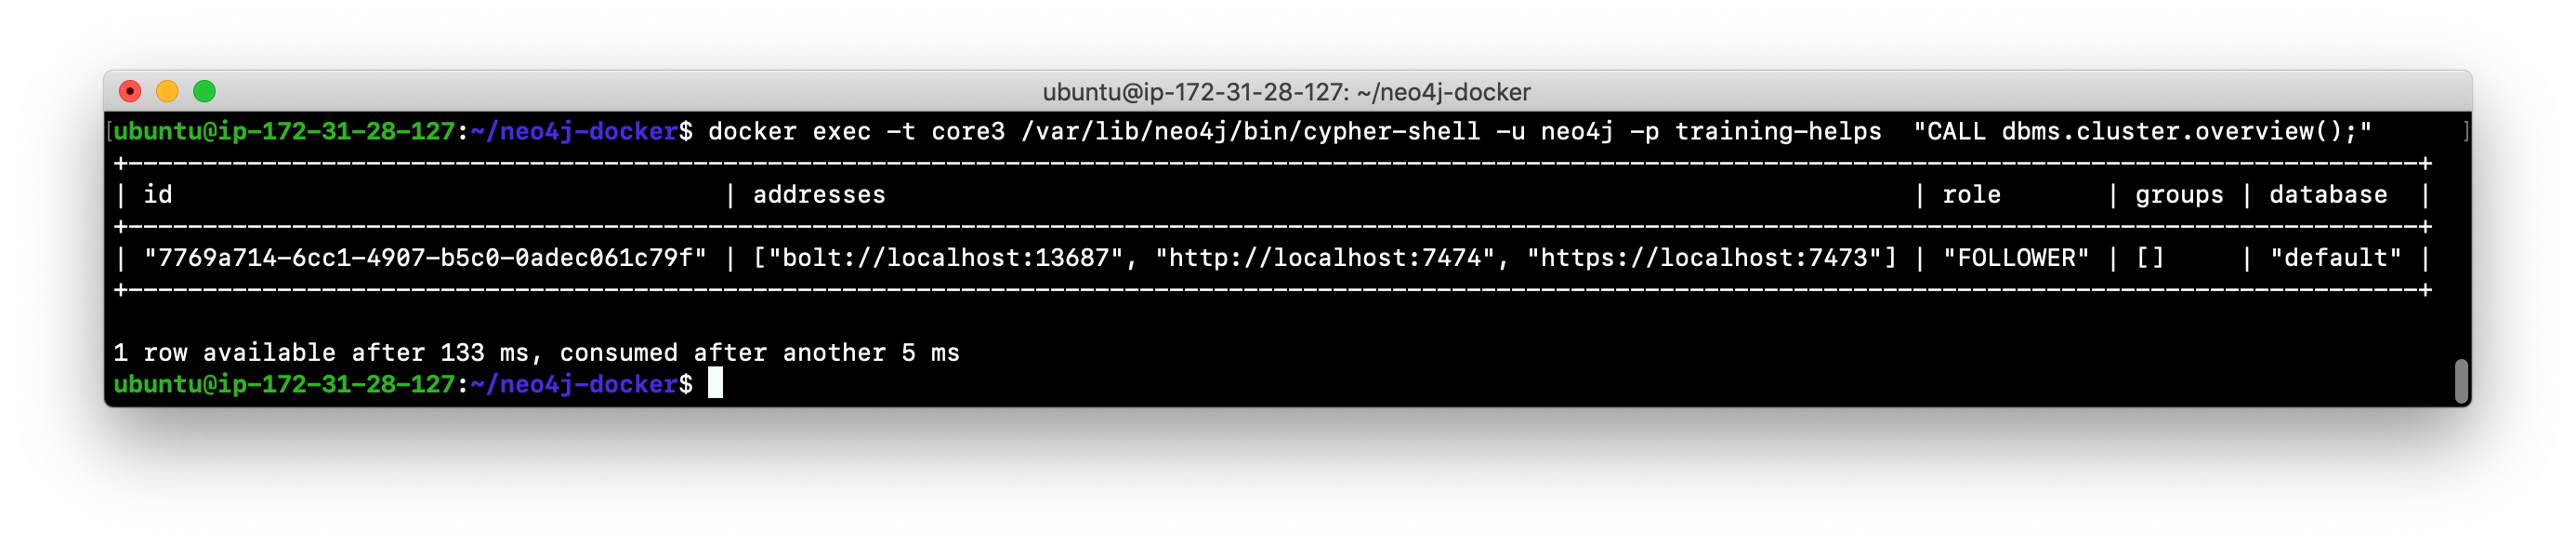 ubuntu@ip-172-31-28-127: ~/neo4j-docker
[ubuntu@ip-172-31-28-127:~/neo4j-docker$ docker exec -t core3 /var/lib/neo4j/bin/cypher-shell -u neo4j -p training-helps  "CALL dbms.cluster.overview();" ]
+----------------------------------------------------------------------------------------------------------------------------------------------------------+
| id                                     | addresses                                                                     | role       | groups | database  |
+----------------------------------------------------------------------------------------------------------------------------------------------------------+
| "7769a714-6cc1-4907-b5c0-0adec061c79f" | ["bolt://localhost:13687", "http://localhost:7474", "https://localhost:7473"] | "FOLLOWER" | []     | "default" |
+----------------------------------------------------------------------------------------------------------------------------------------------------------+
1 row available after 133 ms, consumed after another 5 ms
ubuntu@ip-172-31-28-127:~/neo4j-docker$